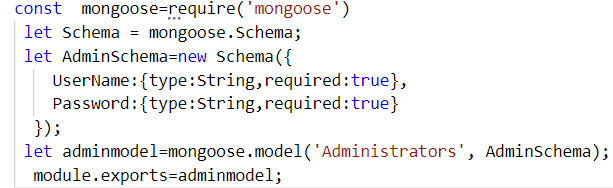 const  mongoose=require('mongoose')
let Schema = mongoose.Schema;
let AdminSchema=new Schema({
UserName:{type:String,required:true},
Password:{type:String,required:true}
});
let adminmodel=mongoose.model('Administrators', AdminSchema);
module.exports=adminmodel;